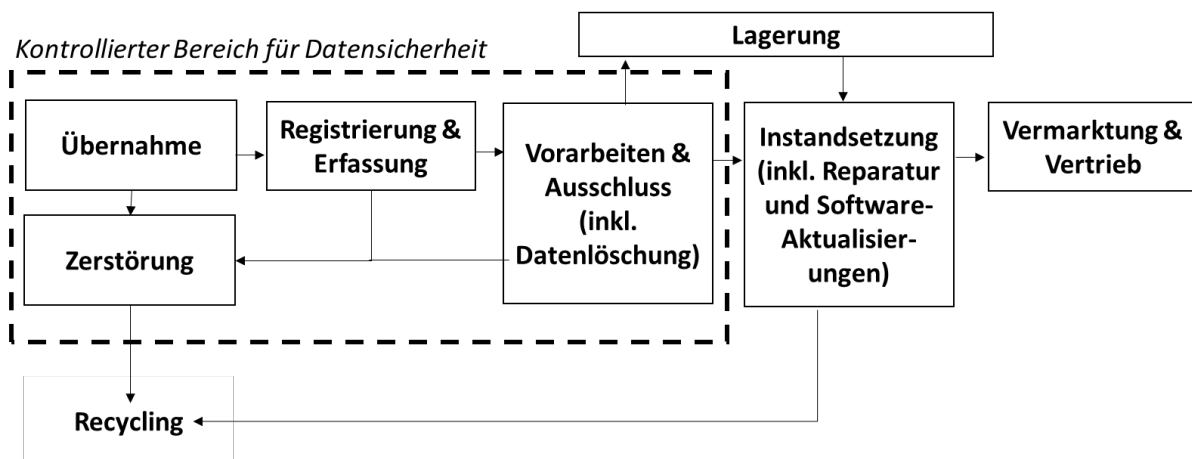 Kontrollierter Bereich für Datensicherheit
Lagerung
Übernahme
Registrierung &
Erfassung
Vorarbeiten &
Ausschluss
(inkl.
Datenlöschung)
Instandsetzung
(inkl. Reparatur
und Software-
Aktualisier-
ungen)
Vermarktung &
Vertrieb
Zerstörung
Recycling